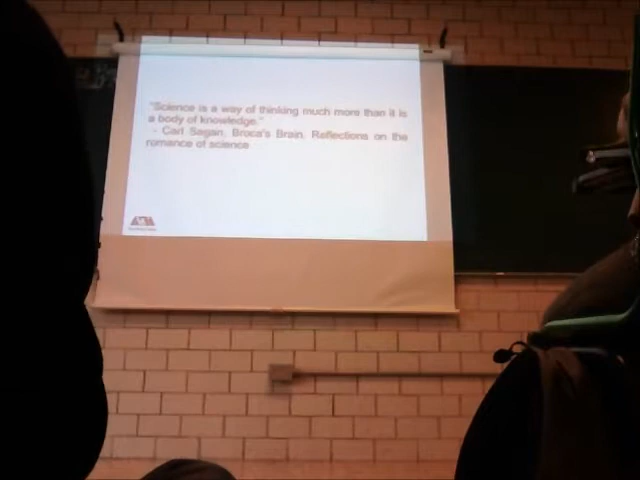 "Science is a way of thinking much more than it is
a body of knowledge."
- Carl Sagan, Broca's Brain. Reflections on the
romance of science